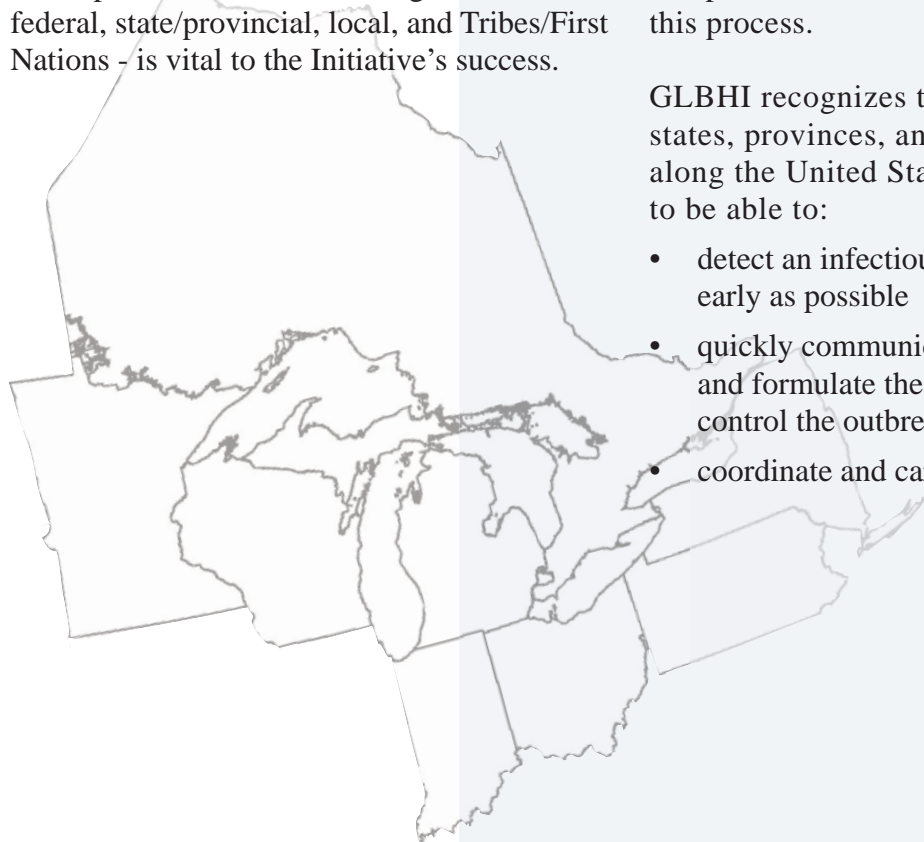 federal, state/provincial, local, and Tribes/First
Nations - is vital to the Initiative's success.
this process.
GLBHI recognizes t
states, provinces, an
along the United Sta
to be able to:
• detect an infectiou
early as possible
• quickly communi
and formulate the
control the outbre
• coordinate and ca